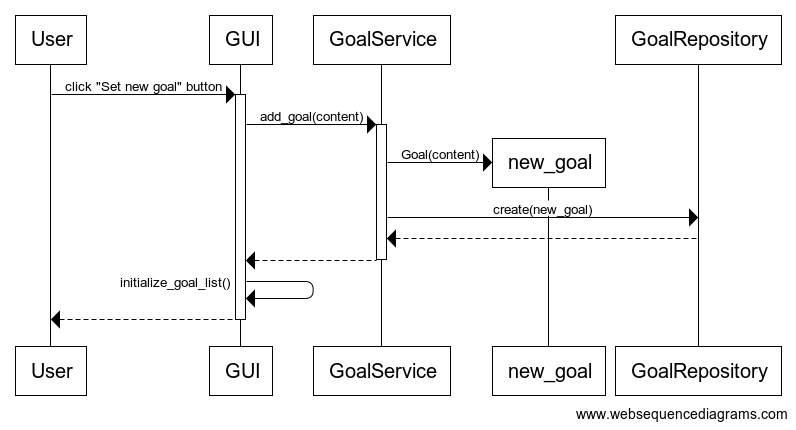 User
GUI
GoalService
GoalRepository
click "Set new goal" button
add_goal(content)
Goal(content)
new_goal
create(new_goal)
initialize_goal_list()
User
GUI
GoalService
new_goal
GoalRepository
www.websequencediagrams.com